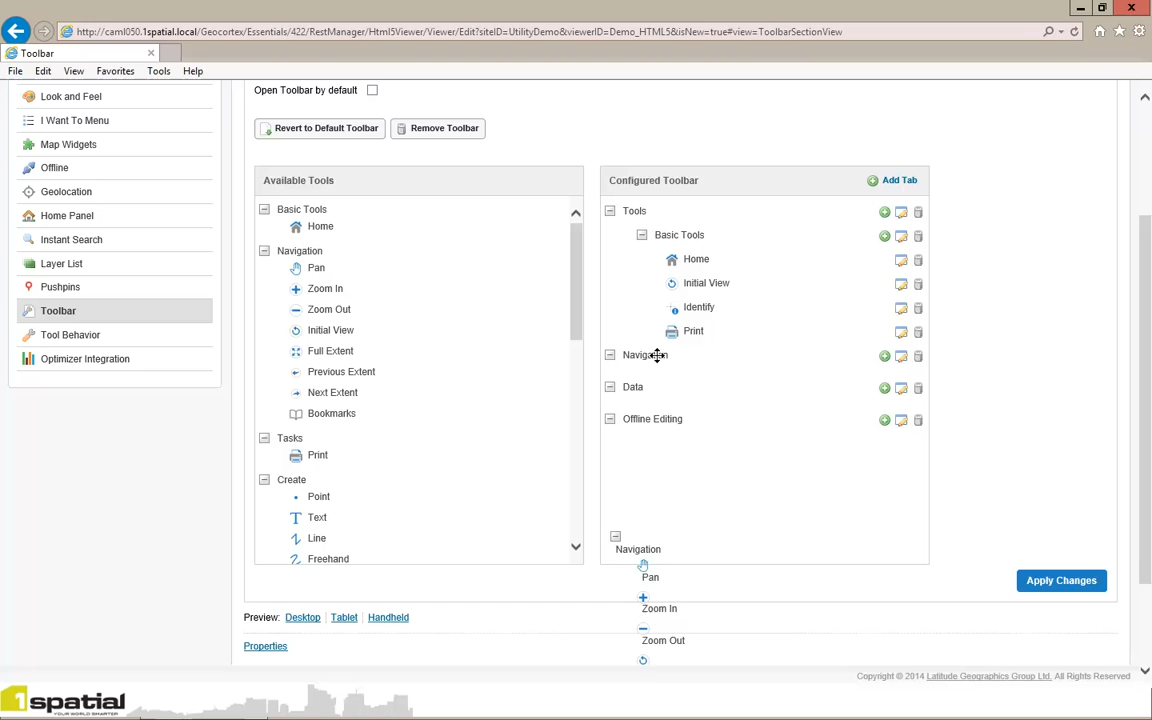 http://caml050.1spatial.local/Geocortex/Essentials/422/RestManager/Html5Viewer/Viewer/Edit?siteID=UtilityDemo&viewerID=Demo_HTML5&isNew=true#view=ToolbarSectionView
Toolbar
File Edit View Favorites Tools Help
Look and Feel
I Want To Menu
Map Widgets
Offline
Geolocation
Home Panel
Instant Search
Layer List
Pushpins
Toolbar
Tool Behavior
Optimizer Integration
Open Toolbar by default
Revert to Default Toolbar Remove Toolbar
Available Tools
Basic Tools
Home
Navigation
Pan
Zoom In
Zoom Out
Initial View
Full Extent
Previous Extent
Next Extent
Bookmarks
Tasks
Print
Create
Point
Text
Line
Freehand
Configured Toolbar Add Tab
Tools
Basic Tools
Home
Initial View
Identify
Print
Navigation
Data
Offline Editing
Navigation
Pan
Zoom In
Zoom Out
Apply Changes
Preview: Desktop Tablet Handheld
Properties
Copyright © 2014 Latitude Geographics Group Ltd. All Rights Reserved
1spatial
YOUR WORLD SMARTER